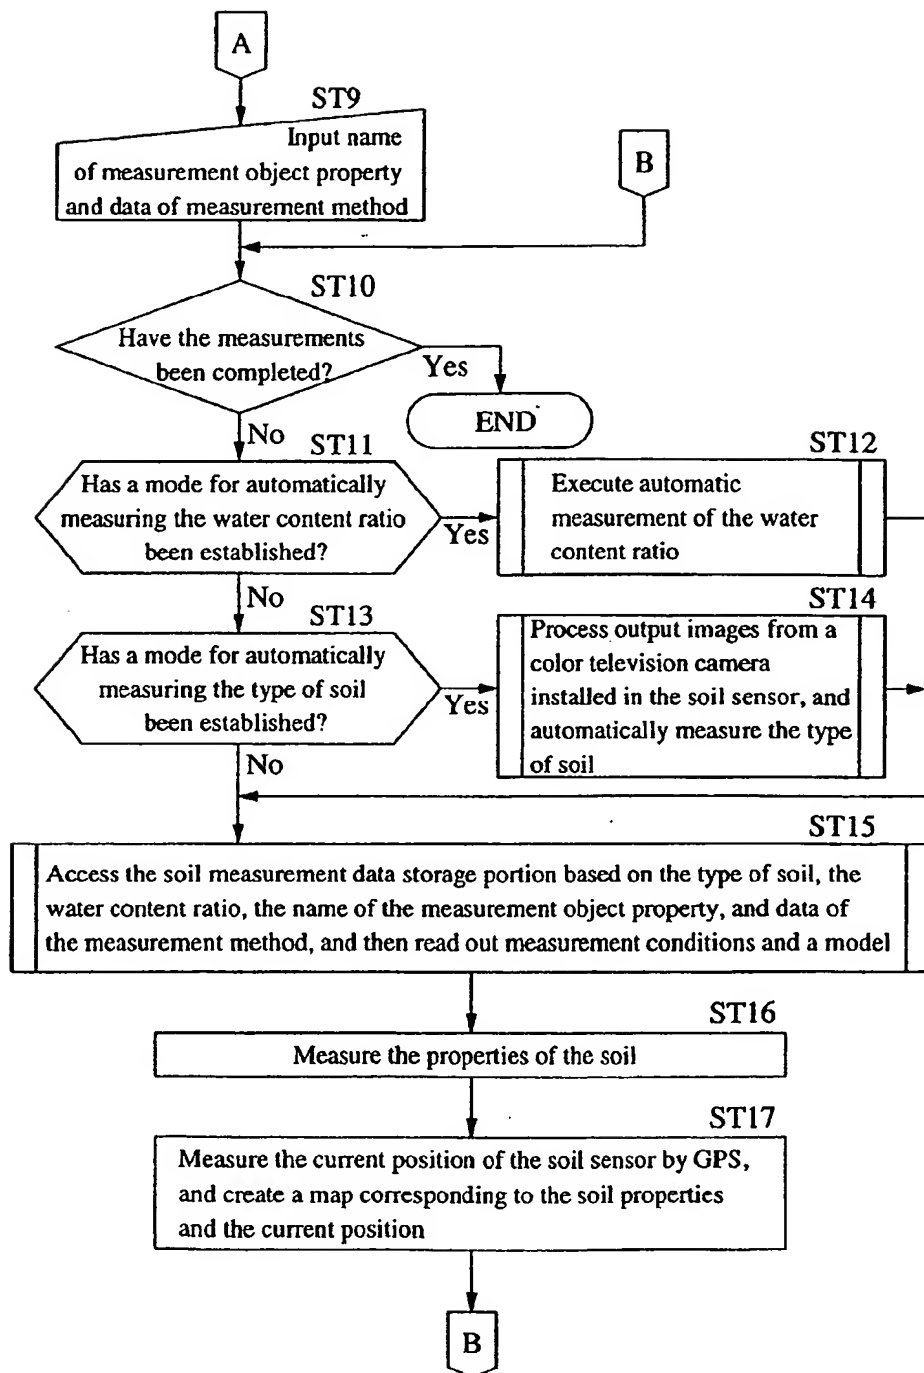 A
ST9
Input name
of measurement object property
and data of measurement method
B
ST10
Have the measurements
been completed?
Yes
END
No
ST11
Has a mode for automatically
measuring the water content ratio
been established?
Yes
ST12
Execute automatic
measurement of the water
content ratio
No
ST13
Has a mode for automatically
measuring the type of soil
been established?
Yes
ST14
Process output images from a
color television camera
installed in the soil sensor, and
automatically measure the type
of soil
No
ST15
Access the soil measurement data storage portion based on the type of soil, the
water content ratio, the name of the measurement object property, and data of
the measurement method, and then read out measurement conditions and a model
ST16
Measure the properties of the soil
ST17
Measure the current position of the soil sensor by GPS,
and create a map corresponding to the soil properties
and the current position
B